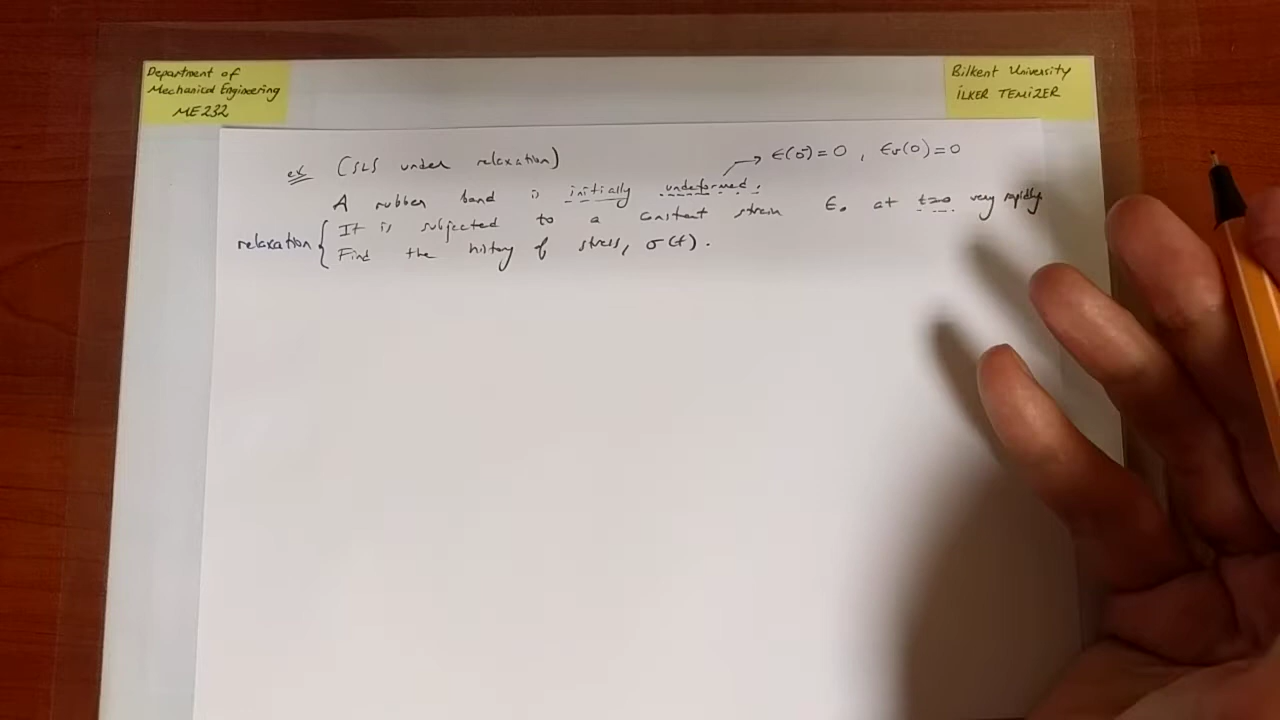 Department of
Mechanical Engineering
ME232
Bilkent University
İLKER TEMİZER
ex (SLS under relaxation)
→ ϵ(0⁻)=0 , ϵv(0)=0
A rubber band is initially undeformed.
It is subjected to a constant strain ϵ₀ at t=0 very rapidly
relaxation { Find the history of stress, σ(t).